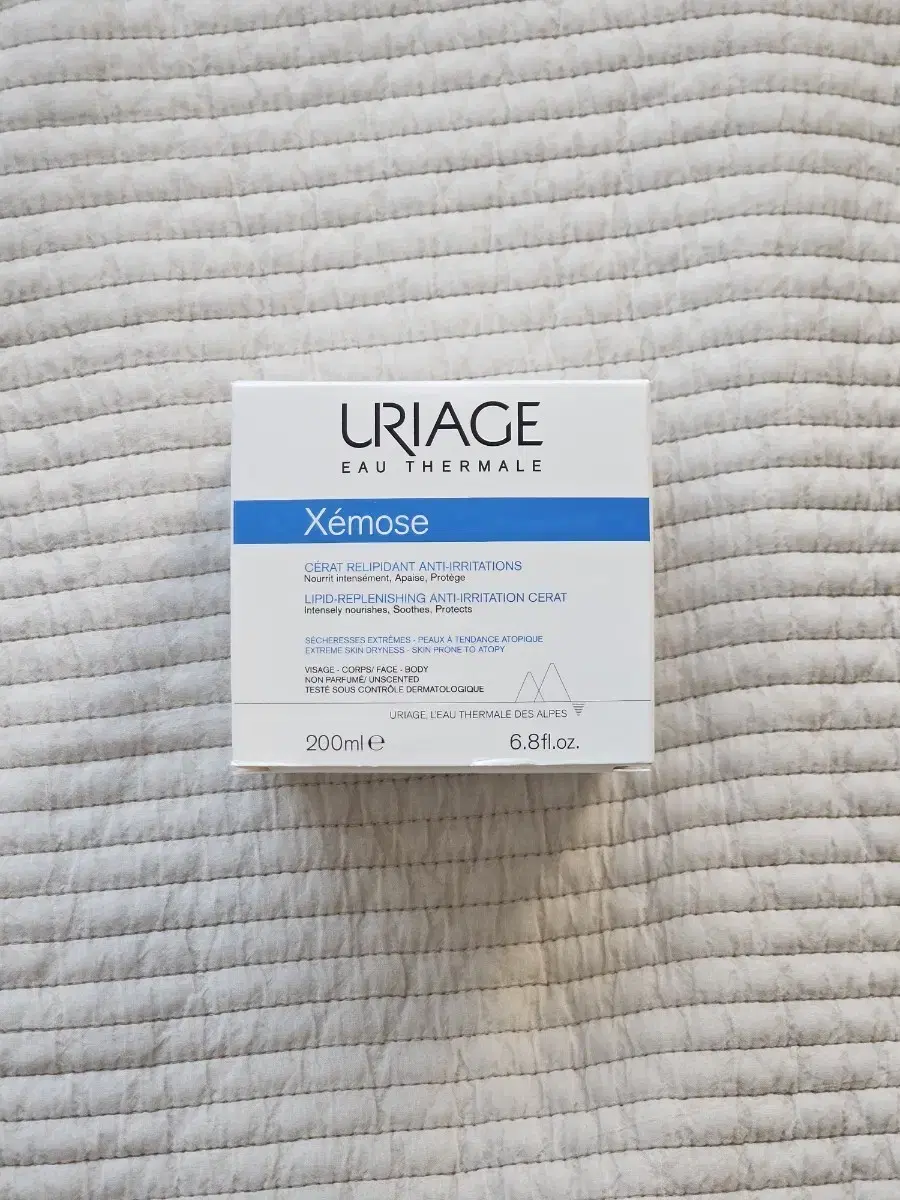 URIAGE
EAU THERMALE
Xémose
CÉRAT RELIPIDANT ANTI-IRRITATIONS
Nourrit intensément, Apaise, Protège
LIPID-REPLENISHING ANTI-IRRITATION CERAT
Intensely nourishes, Soothes, Protects
SÉCHERESSES EXTRÊMES - PEAUX À TENDANCE ATOPIQUE
EXTREME SKIN DRYNESS - SKIN PRONE TO ATOPY
VISAGE - CORPS/ FACE - BODY
NON PARFUMÉ/ UNSCENTED
TESTÉ SOUS CONTRÔLE DERMATOLOGIQUE
URIAGE, L'EAU THERMALE DES ALPES
200ml ℮ 6.8fl.oz.